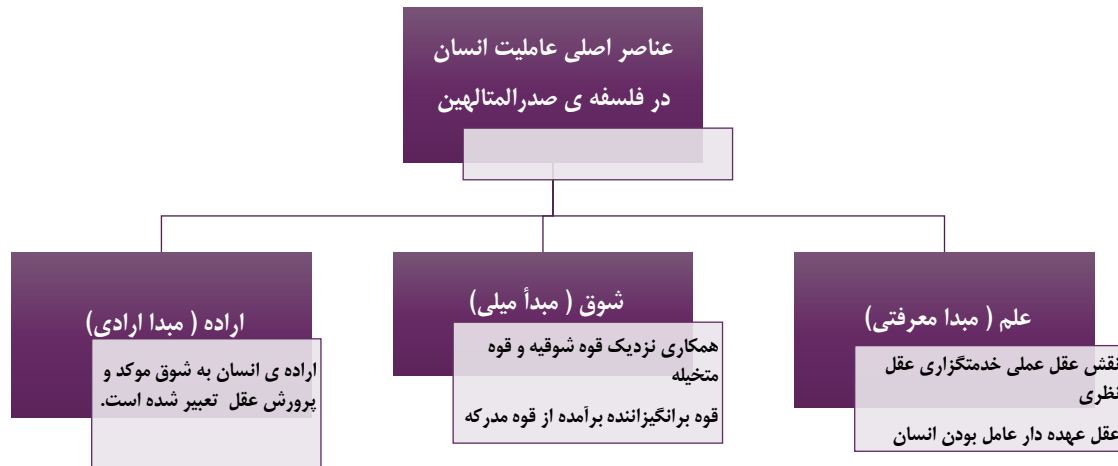 عناصر اصلی عاملیت انسان
در فلسفه ی صدرالمتالهین
علم ( مبدا معرفتی)
نقش عقل عملی خدمتگزاری عقل
نظری
عقل عهده دار عامل بودن انسان
شوق ( مبدأ میلی)
همکاری نزدیک قوه شوقیه و قوه
متخیله
قوه برانگیزاننده برآمده از قوه مدرکه
اراده ( مبدا ارادی)
اراده ی انسان به شوق موکد و
پرورش عقل تعبیر شده است.